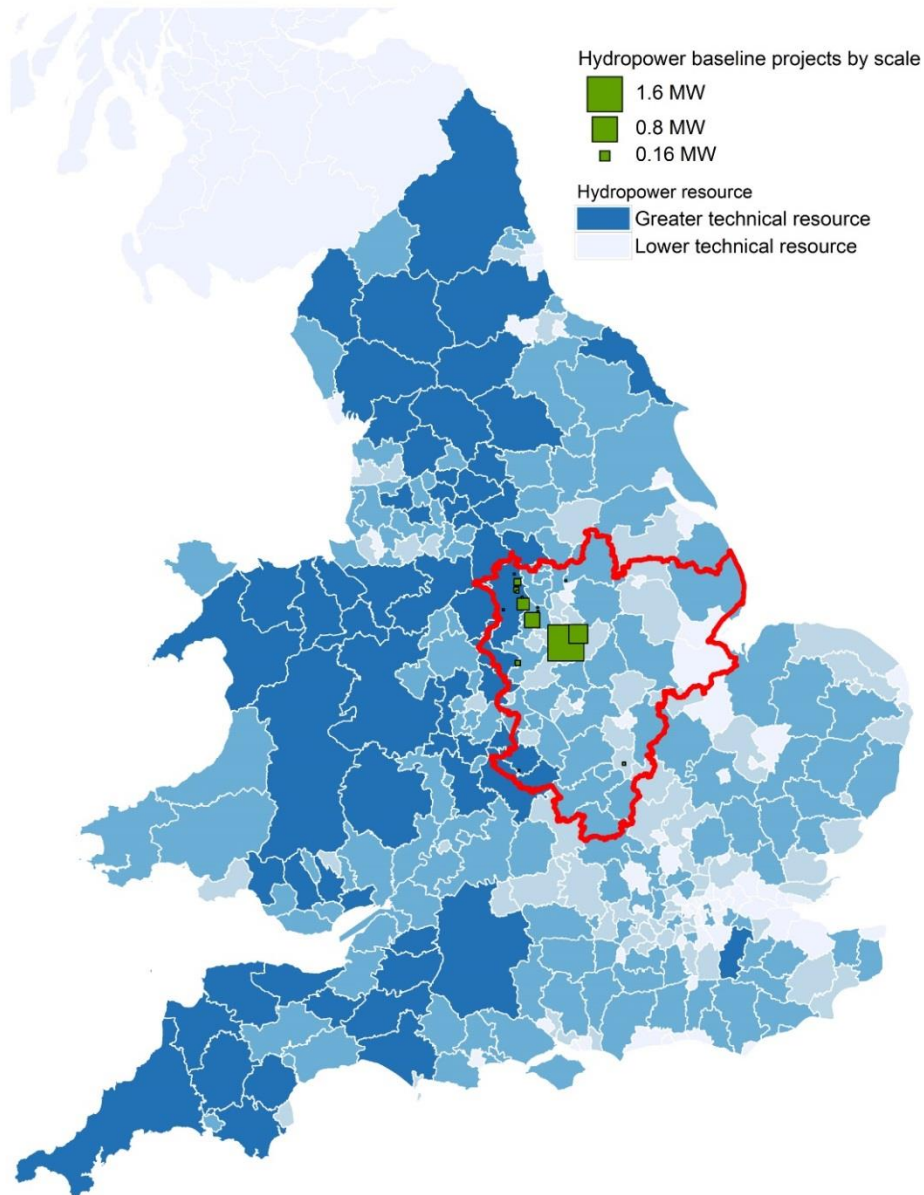 Hydropower baseline projects by scale
1.6 MW
0.8 MW
0.16 MW
Hydropower resource
Greater technical resource
Lower technical resource